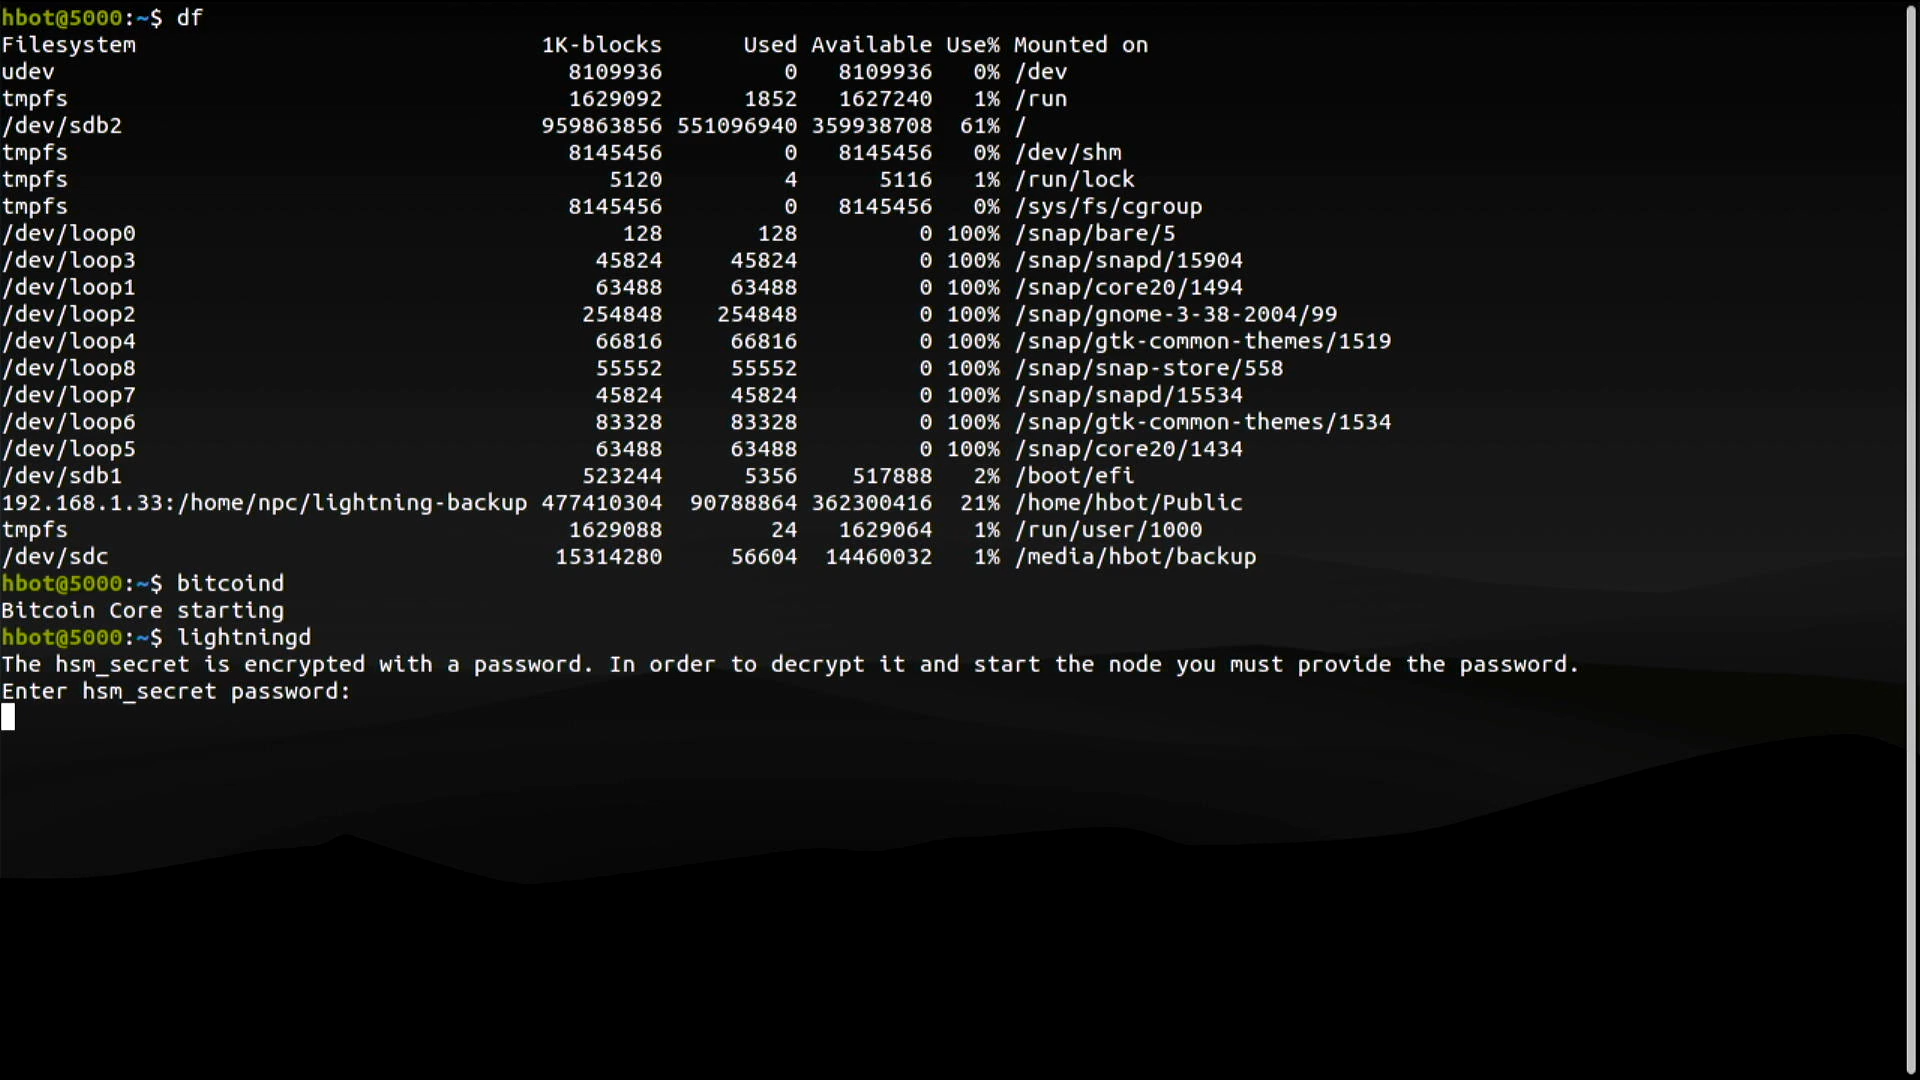 hbot@5000:~$ df
Filesystem 1K-blocks Used Available Use% Mounted on
udev 8109936 0 8109936 0% /dev
tmpfs 1629092 1852 1627240 1% /run
/dev/sdb2 959863856 551096940 359938708 61% /
tmpfs 8145456 0 8145456 0% /dev/shm
tmpfs 5120 4 5116 1% /run/lock
tmpfs 8145456 0 8145456 0% /sys/fs/cgroup
/dev/loop0 128 128 0 100% /snap/bare/5
/dev/loop3 45824 45824 0 100% /snap/snapd/15904
/dev/loop1 63488 63488 0 100% /snap/core20/1494
/dev/loop2 254848 254848 0 100% /snap/gnome-3-38-2004/99
/dev/loop4 66816 66816 0 100% /snap/gtk-common-themes/1519
/dev/loop8 55552 55552 0 100% /snap/snap-store/558
/dev/loop7 45824 45824 0 100% /snap/snapd/15534
/dev/loop6 83328 83328 0 100% /snap/gtk-common-themes/1534
/dev/loop5 63488 63488 0 100% /snap/core20/1434
/dev/sdb1 523244 5356 517888 2% /boot/efi
192.168.1.33:/home/npc/lightning-backup 477410304 90788864 362300416 21% /home/hbot/Public
tmpfs 1629088 24 1629064 1% /run/user/1000
/dev/sdc 15314280 56604 14460032 1% /media/hbot/backup
hbot@5000:~$ bitcoind
Bitcoin Core starting
hbot@5000:~$ lightningd
The hsm_secret is encrypted with a password. In order to decrypt it and start the node you must provide the password.
Enter hsm_secret password: